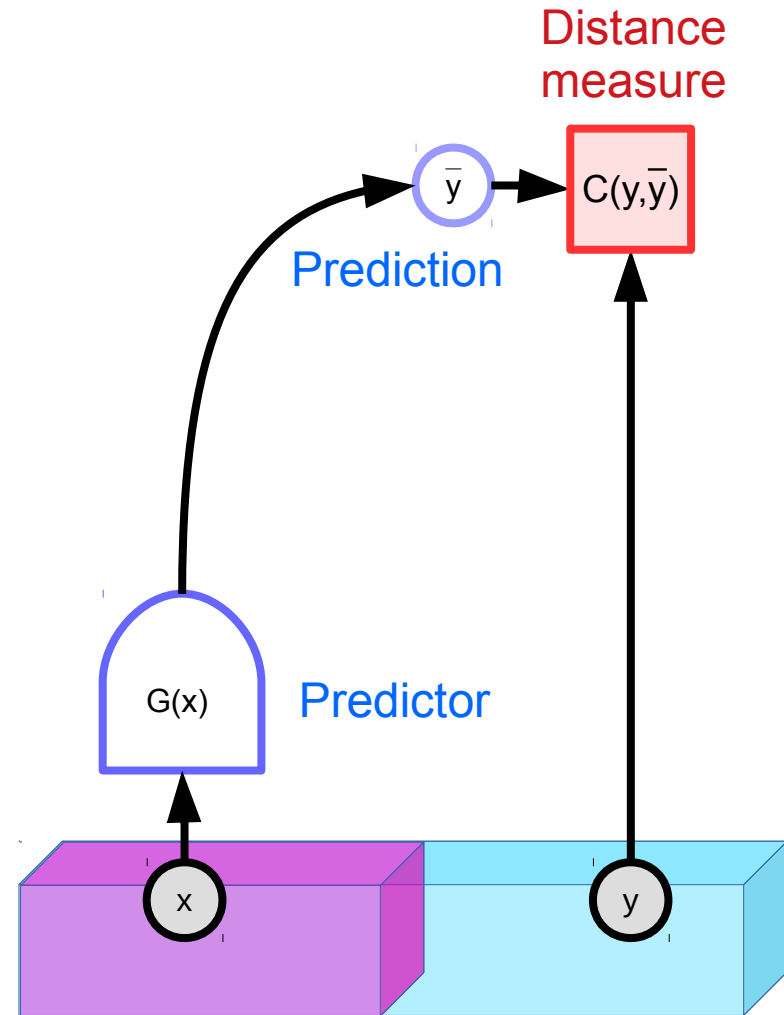 Distance
measure
ȳ
C(y,ȳ)
Prediction
G(x)
Predictor
x
y